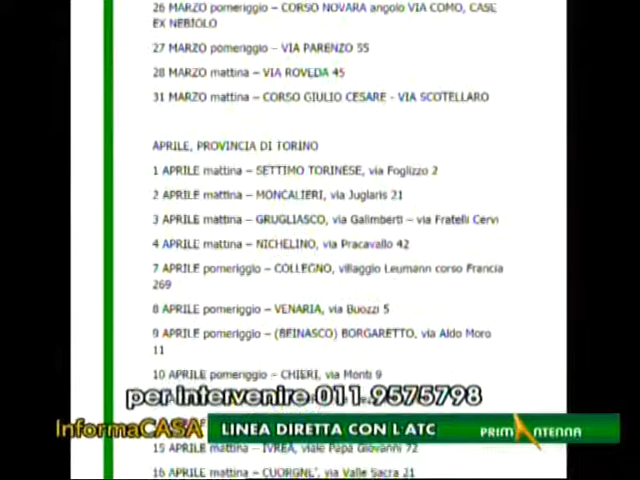 26 MARZO pomeriggio – CORSO NOVARA angolo VIA COMO, CASE
EX NEBIOLO
27 MARZO pomeriggio – VIA PARENZO 55
28 MARZO mattina – VIA ROVEDA 45
31 MARZO mattina – CORSO GIULIO CESARE - VIA SCOTELLARO
APRILE, PROVINCIA DI TORINO
1 APRILE mattina – SETTIMO TORINESE, via Foglizzo 2
2 APRILE mattina – MONCALIERI, via Juglaris 21
3 APRILE mattina – GRUGLIASCO, via Galimberti – via Fratelli Cervi
4 APRILE mattina – NICHELINO, via Pracavallo 42
7 APRILE pomeriggio – COLLEGNO, villaggio Leumann corso Francia
269
8 APRILE pomeriggio – VENARIA, via Buozzi 5
9 APRILE pomeriggio – (BEINASCO) BORGARETTO, via Aldo Moro
11
10 APRILE pomeriggio – CHIERI, via Monti 9
per intervenire 011.9575798
InformaCASA LINEA DIRETTA CON L'ATC PRIMANTENNA
15 APRILE mattina – IVREA, viale Papa Giovanni 72
16 APRILE mattina – CUORGNE', via Valle Sacra 21